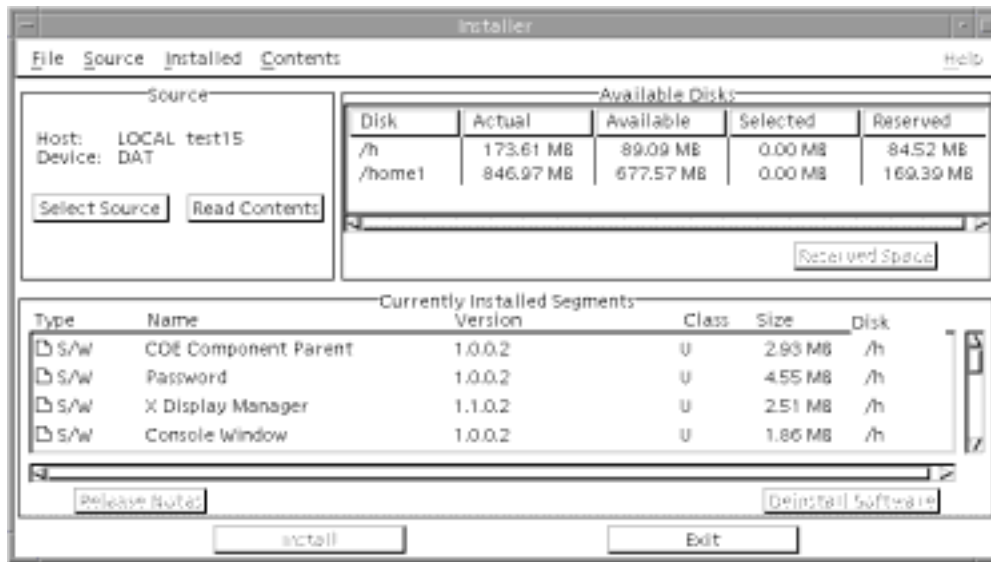 Installer
File Source Installed Contents Help
Source
Host: LOCAL test15
Device: DAT
Select Source Read Contents
Available Disks
Disk Actual Available Selected Reserved
/h 173.61 MB 89.09 MB 0.00 MB 84.52 MB
/home1 846.97 MB 677.57 MB 0.00 MB 169.39 MB
Reserved Space
Currently Installed Segments
Type Name Version Class Size Disk
S/W COE Component Parent 1.0.0.2 U 2.93 MB /h
S/W Password 1.0.0.2 U 4.55 MB /h
S/W X Display Manager 1.1.0.2 U 2.51 MB /h
S/W Console Window 1.0.0.2 U 1.86 MB /h
Release Notes Deinstall Software
Install Exit